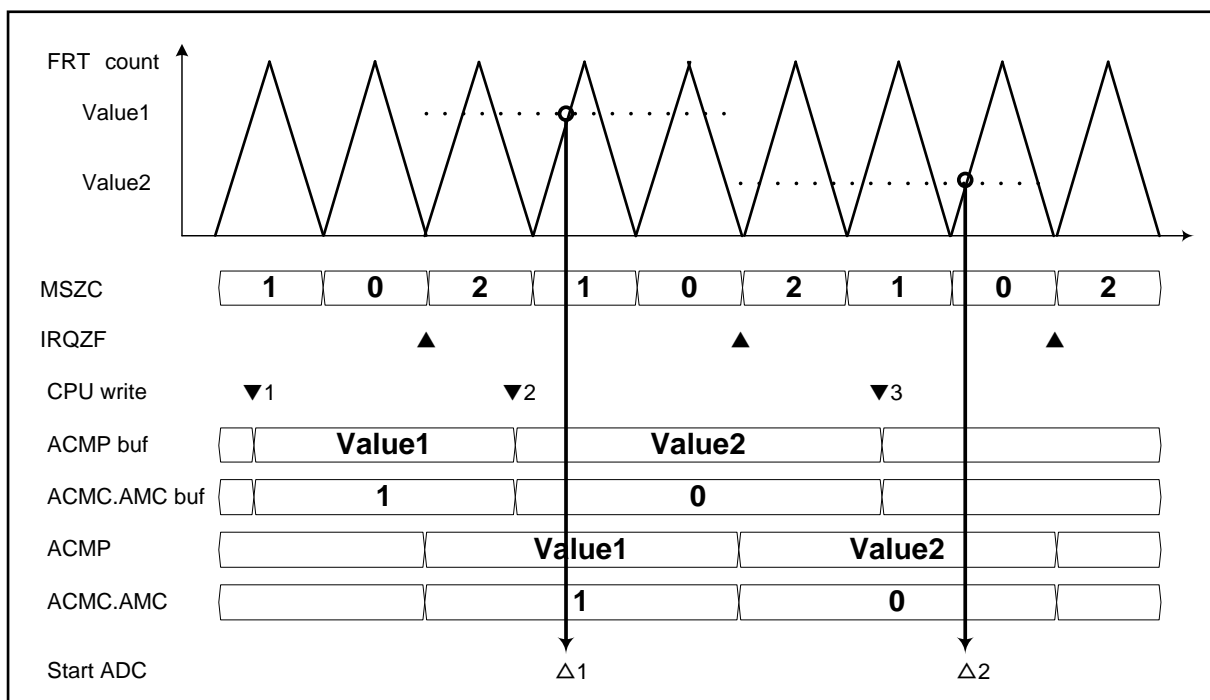 FRT count
Value1
Value2
MSZC 1 0 2 1 0 2 1 0 2
IRQZF
CPU write 1 2 3
ACMP buf Value1 Value2
ACMC.AMC buf 1 0
ACMP Value1 Value2
ACMC.AMC 1 0
Start ADC 1 2